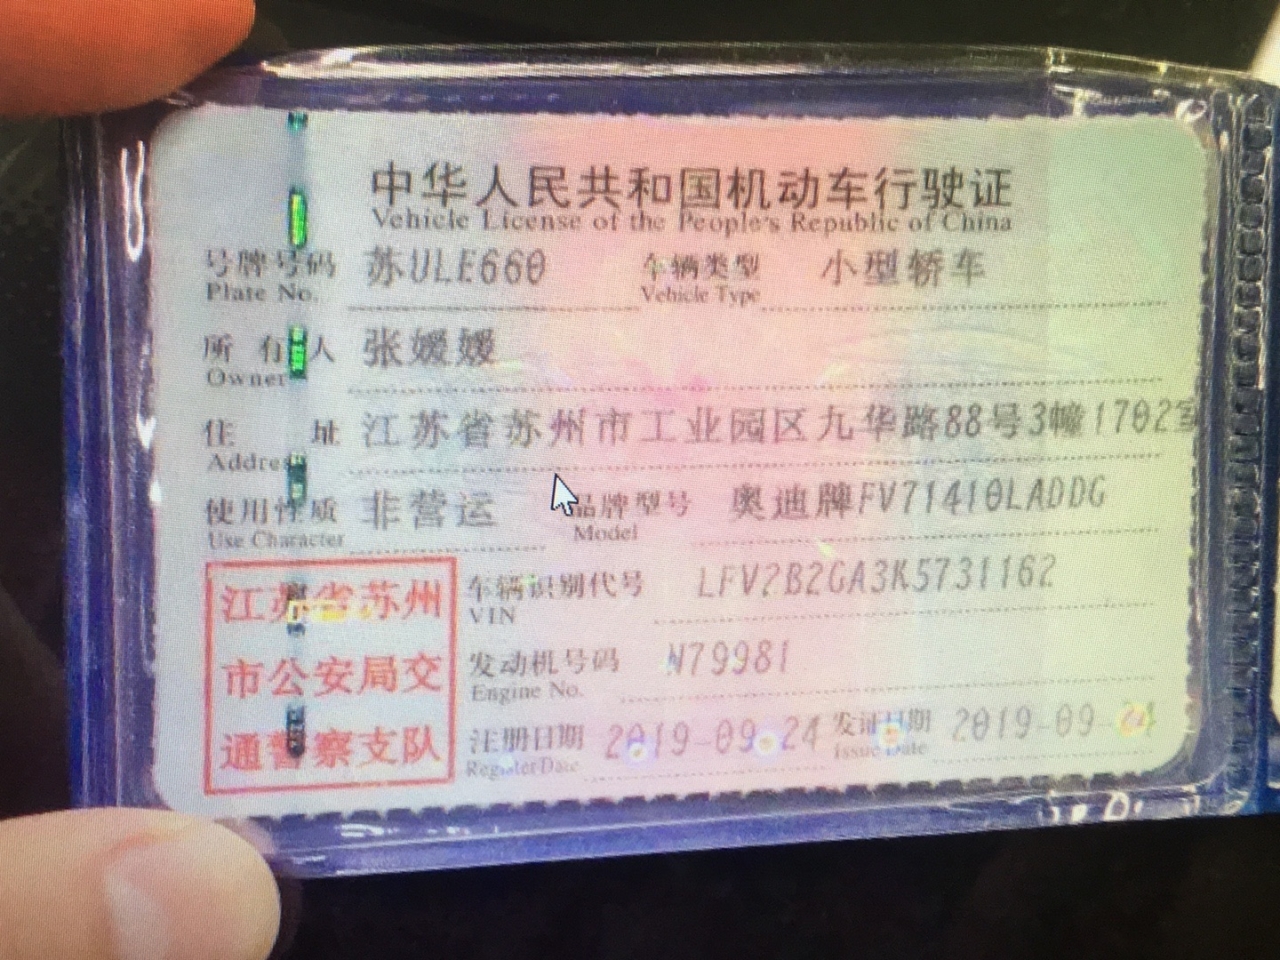 中华人民共和国机动车行驶证
Vehicle License of the People's Republic of China
号牌号码 苏ULE660 车辆类型 小型轿车
Plate No. Vehicle Type
所有人 张媛媛
Owner
住址 江苏省苏州市工业园区九华路88号3幢1702室
Address
使用性质 非营运 品牌型号 奥迪牌FV71410LADDG
Use Character Model
江苏省苏州
市公安局交
通警察支队
车辆识别代号 LFV2B2GA3K5731162
VIN
发动机号码 N79981
Engine No.
注册日期 2019-09-24 发证日期 2019-09-24
Register Date Issue Date